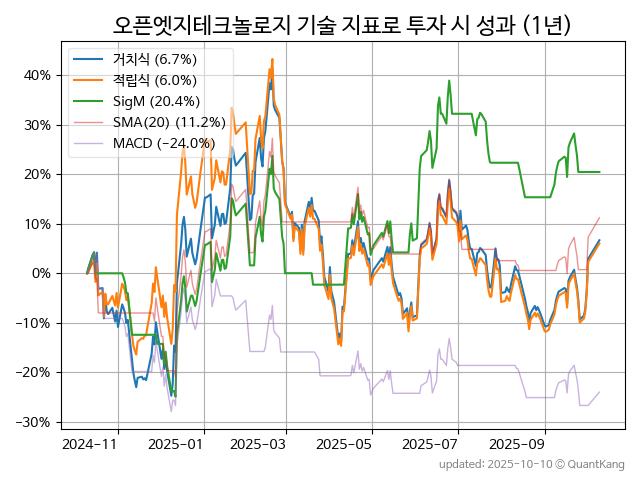 오픈엣지테크놀로지 기술 지표로 투자 시 성과 (1년)
거치식 (6.7%)
적립식 (6.0%)
SigM (20.4%)
SMA(20) (11.2%)
MACD (−24.0%)
40%
30%
20%
10%
0%
−10%
−20%
−30%
2024-11 2025-01 2025-03 2025-05 2025-07 2025-09
updated: 2025-10-10 © QuantKang